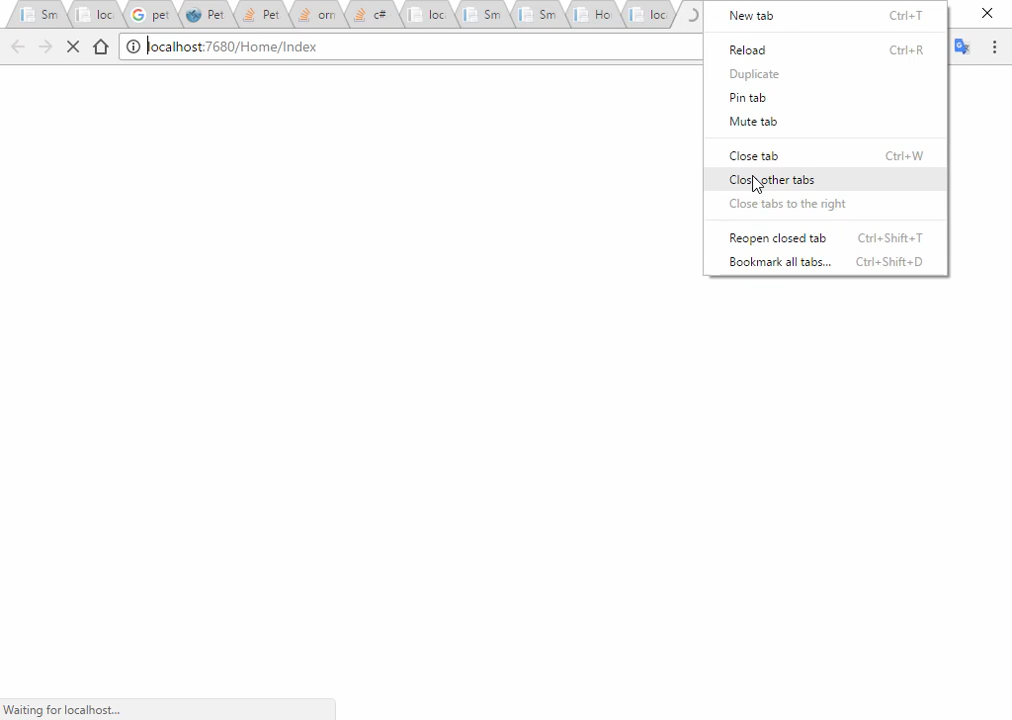 Sm loc pet Pet Pet orn c# loc Sm Sm Ho loc
localhost:7680/Home/Index
New tab Ctrl+T
Reload Ctrl+R
Duplicate
Pin tab
Mute tab
Close tab Ctrl+W
Close other tabs
Close tabs to the right
Reopen closed tab Ctrl+Shift+T
Bookmark all tabs... Ctrl+Shift+D
Waiting for localhost...